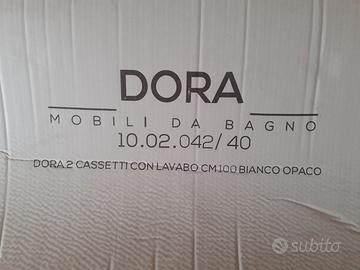 DORA
MOBILI DA BAGNO
10.02.042/40
DORA 2 CASSETTI CON LAVABO CM100 BIANCO OPACO
subito